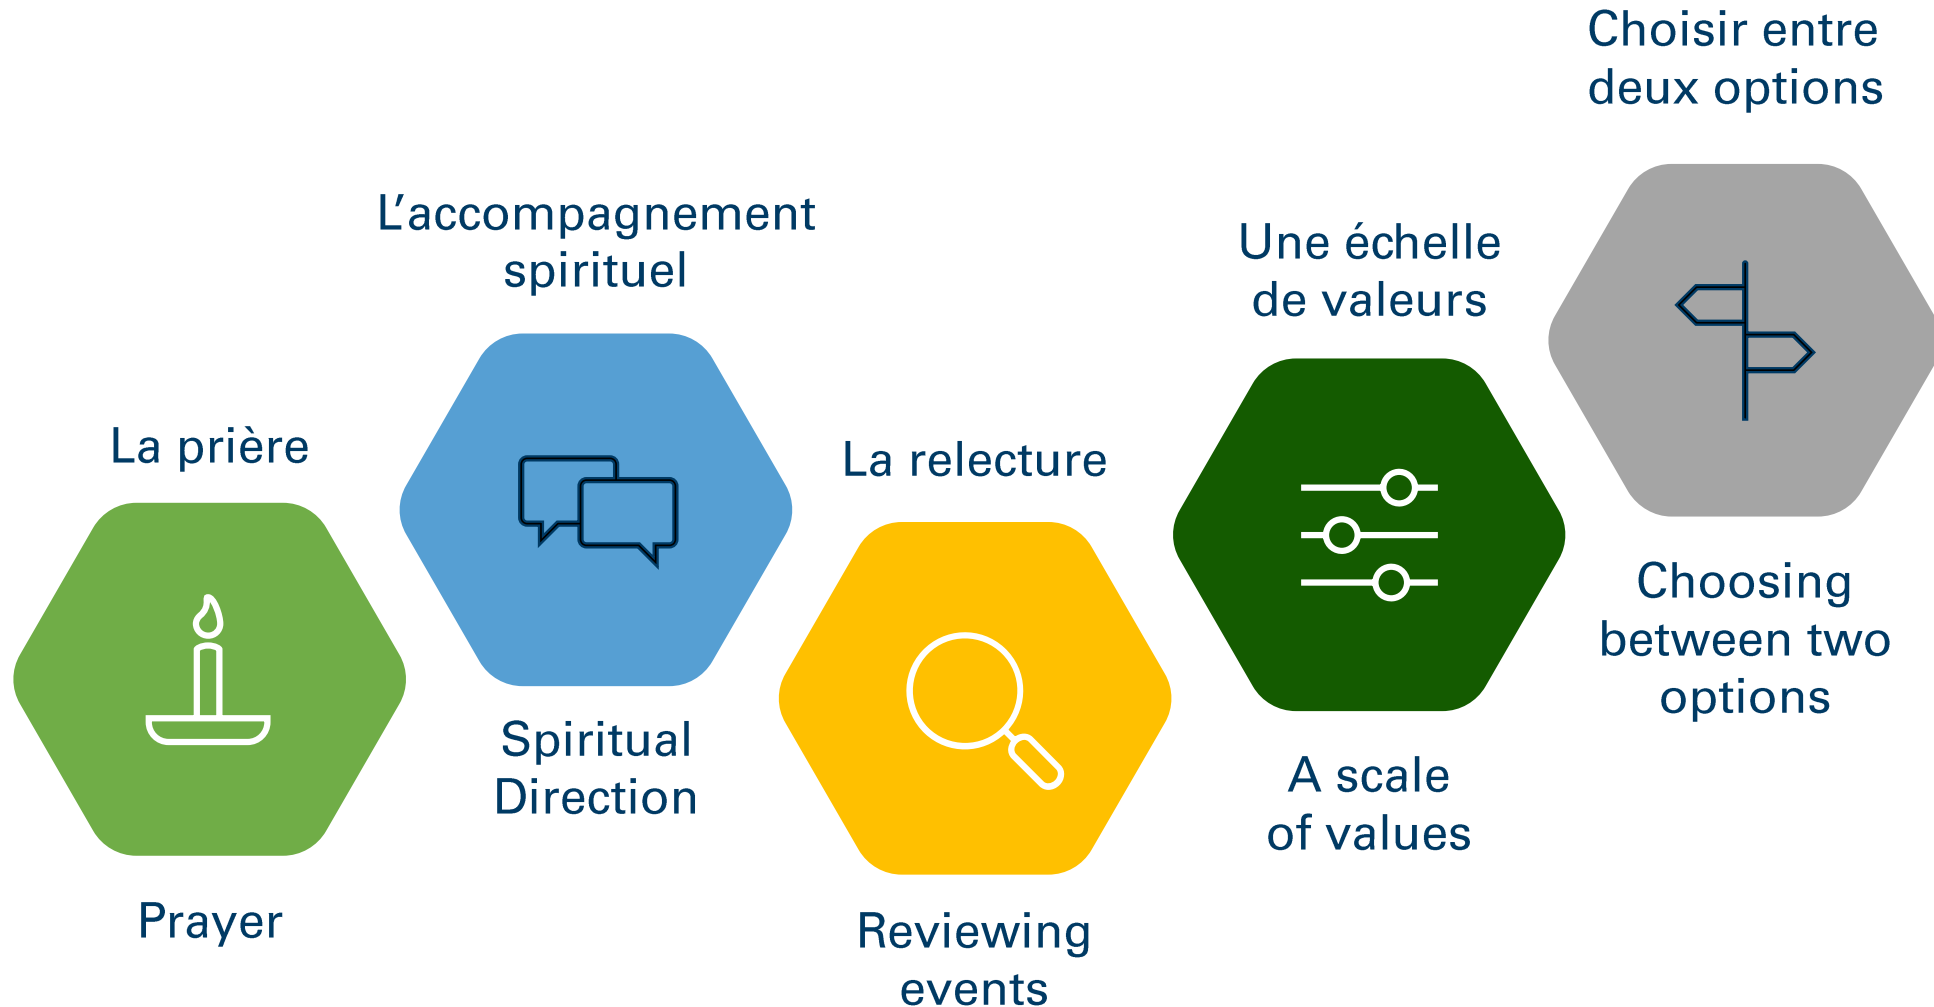 La prière
Prayer
L’accompagnement
spirituel
Spiritual
Direction
La relecture
Reviewing
events
Une échelle
de valeurs
A scale
of values
Choisir entre
deux options
Choosing
between two
options